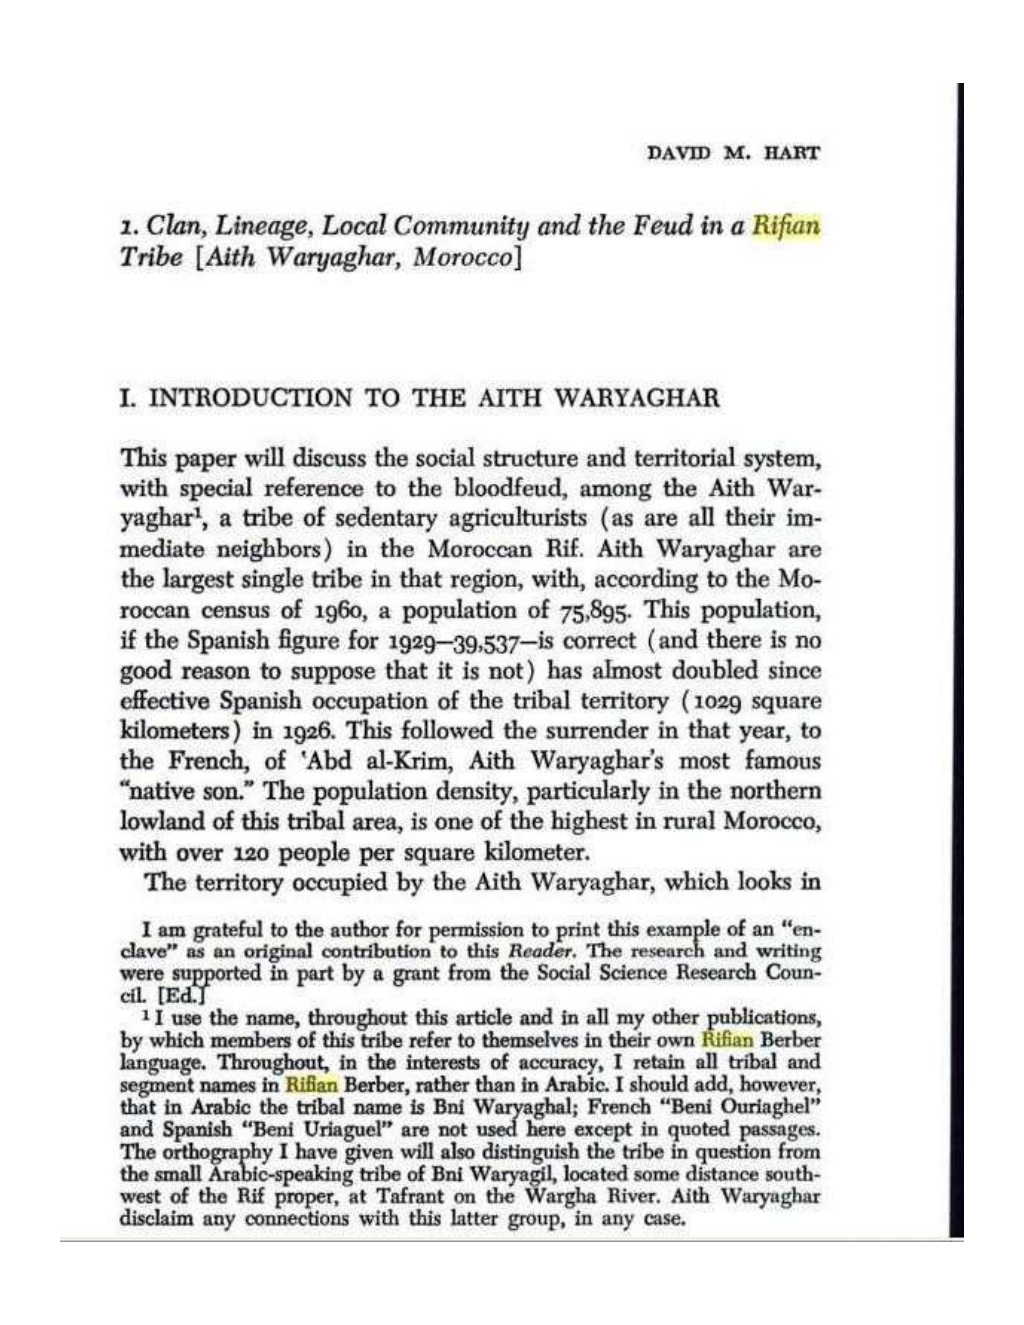 DAVID M. HART
1. Clan, Lineage, Local Community and the Feud in a Rifian
Tribe [Aith Waryaghar, Morocco]
I. INTRODUCTION TO THE AITH WARYAGHAR
This paper will discuss the social structure and territorial system,
with special reference to the bloodfeud, among the Aith War-
yaghar¹, a tribe of sedentary agriculturists (as are all their im-
mediate neighbors) in the Moroccan Rif. Aith Waryaghar are
the largest single tribe in that region, with, according to the Mo-
roccan census of 1960, a population of 75,895. This population,
if the Spanish figure for 1929—39,537—is correct (and there is no
good reason to suppose that it is not) has almost doubled since
effective Spanish occupation of the tribal territory (1029 square
kilometers) in 1926. This followed the surrender in that year, to
the French, of 'Abd al-Krim, Aith Waryaghar's most famous
“native son.” The population density, particularly in the northern
lowland of this tribal area, is one of the highest in rural Morocco,
with over 120 people per square kilometer.
The territory occupied by the Aith Waryaghar, which looks in
I am grateful to the author for permission to print this example of an “en-
clave” as an original contribution to this Reader. The research and writing
were supported in part by a grant from the Social Science Research Coun-
cil. [Ed.]
¹ I use the name, throughout this article and in all my other publications,
by which members of this tribe refer to themselves in their own Rifian Berber
language. Throughout, in the interests of accuracy, I retain all tribal and
segment names in Rifian Berber, rather than in Arabic. I should add, however,
that in Arabic the tribal name is Bni Waryaghal; French “Beni Ouriaghel”
and Spanish “Beni Uriaguel” are not used here except in quoted passages.
The orthography I have given will also distinguish the tribe in question from
the small Arabic-speaking tribe of Bni Waryagil, located some distance south-
west of the Rif proper, at Tafrant on the Wargha River. Aith Waryaghar
disclaim any connections with this latter group, in any case.